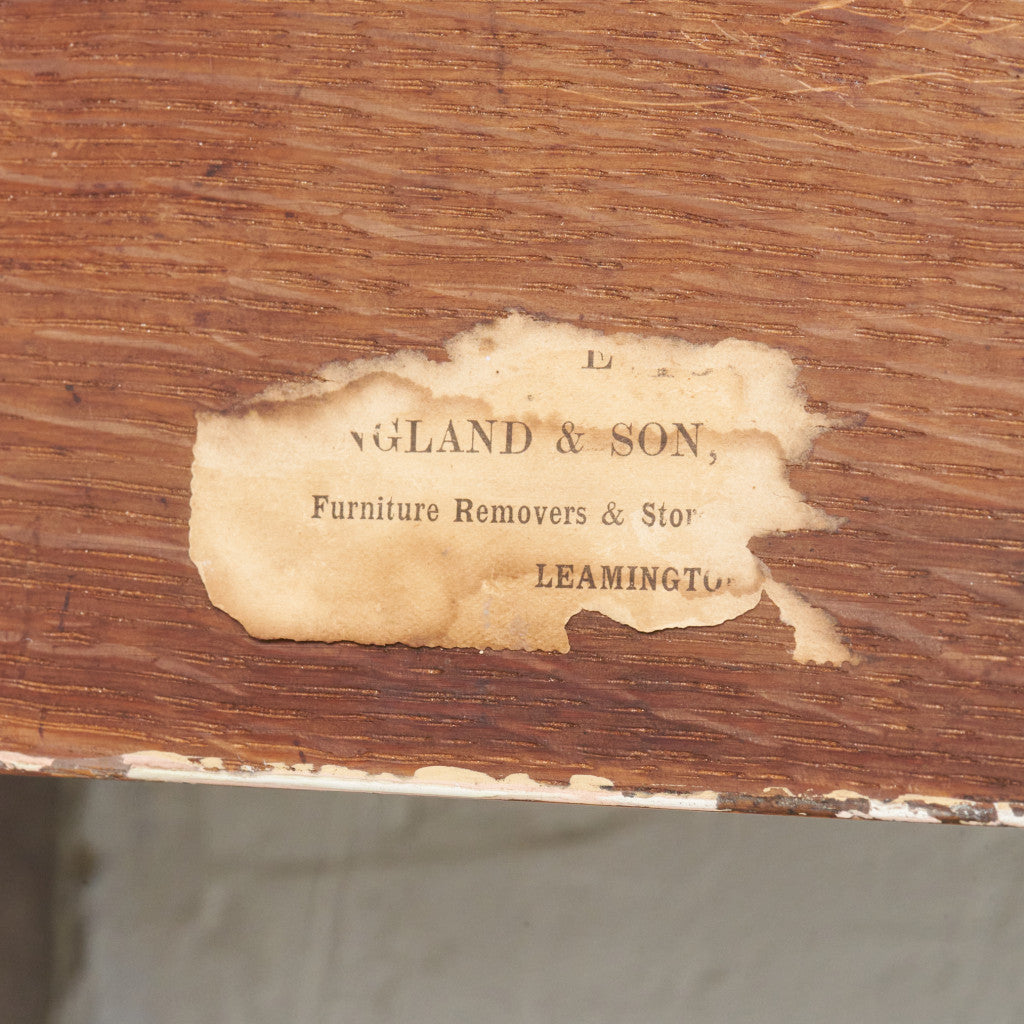 NGLAND & SON,
Furniture Removers & Stor
LEAMINGTO